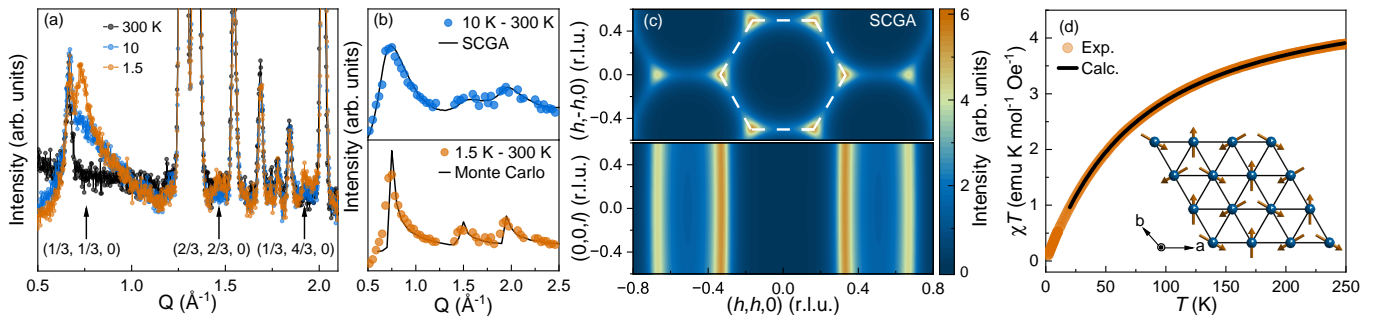 (a)
300 K
10
1.5
Intensity (arb. units)
(1/3, 1/3, 0)
(2/3, 2/3, 0)
(1/3, 4/3, 0)
0.5
1.0
1.5
2.0
Q (Å⁻¹)
(b)
10 K - 300 K
SCGA
1.5 K - 300 K
Monte Carlo
Intensity (arb. units)
0.5
1.0
1.5
2.0
2.5
Q (Å⁻¹)
(c)
SCGA
(h,-h,0) (r.l.u.)
0.4
0.0
−0.4
(0,0,l) (r.l.u.)
0.4
0.0
−0.4
−0.8
−0.4
0.0
0.4
0.8
(h,h,0) (r.l.u.)
6
4
2
0
Intensity (arb. units)
(d)
Exp.
Calc.
χT (emu K mol⁻¹ Oe⁻¹)
4
3
2
1
0
b
a
0
50
100
150
200
250
T (K)